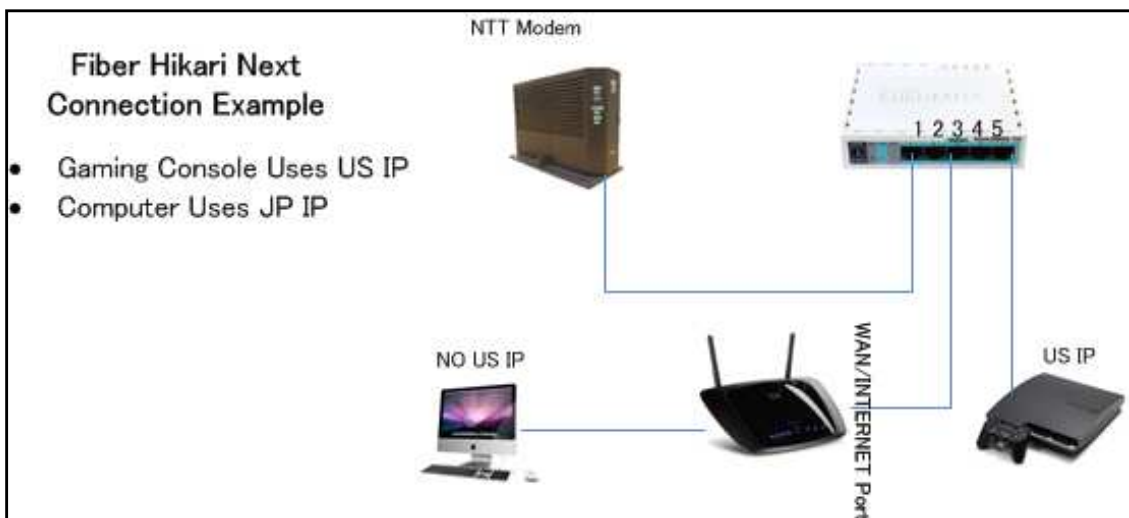 NTT Modem
Fiber Hikari Next
Connection Example
• Gaming Console Uses US IP
• Computer Uses JP IP
1 2 3 4 5
NO US IP
WAN/INTERNET Port
US IP